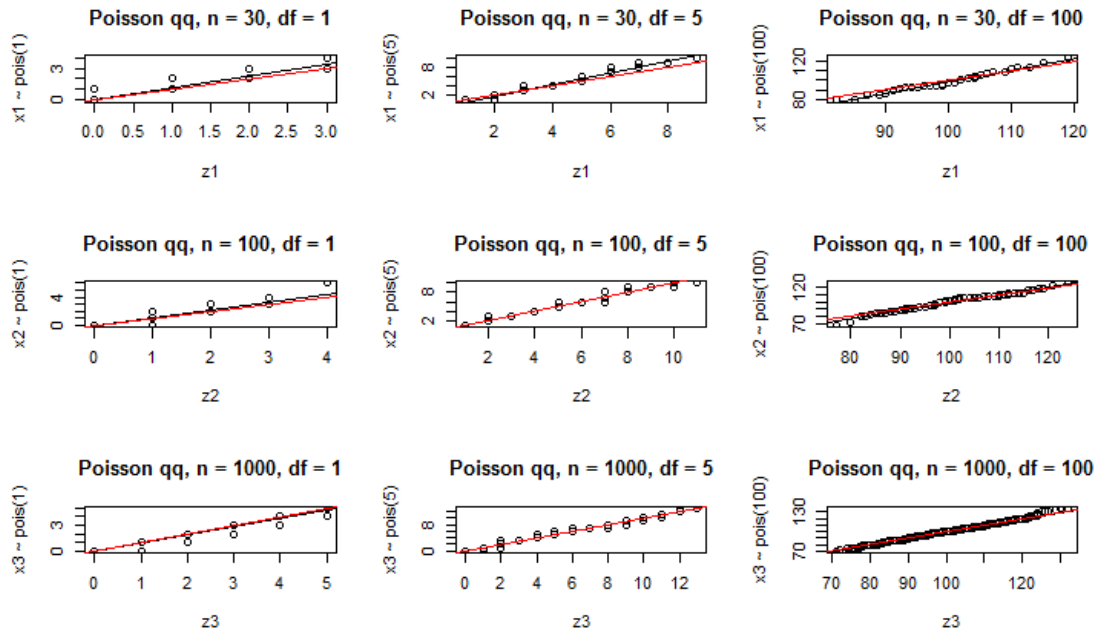 Poisson qq, n = 30, df = 1
x1 ~ pois(1)
3
0
0.0 0.5 1.0 1.5 2.0 2.5 3.0
z1
Poisson qq, n = 30, df = 5
x1 ~ pois(5)
8
2
2 4 6 8
z1
Poisson qq, n = 30, df = 100
x1 ~ pois(100)
120
80
90 100 110 120
z1
Poisson qq, n = 100, df = 1
x2 ~ pois(1)
4
0
0 1 2 3 4
z2
Poisson qq, n = 100, df = 5
x2 ~ pois(5)
8
2
2 4 6 8 10
z2
Poisson qq, n = 100, df = 100
x2 ~ pois(100)
120
70
80 90 100 120
z2
Poisson qq, n = 1000, df = 1
x3 ~ pois(1)
3
0
0 1 2 3 4 5
z3
Poisson qq, n = 1000, df = 5
x3 ~ pois(5)
8
0
0 2 4 6 8 10 12
z3
Poisson qq, n = 1000, df = 100
x3 ~ pois(100)
130
70
70 80 90 100 120
z3